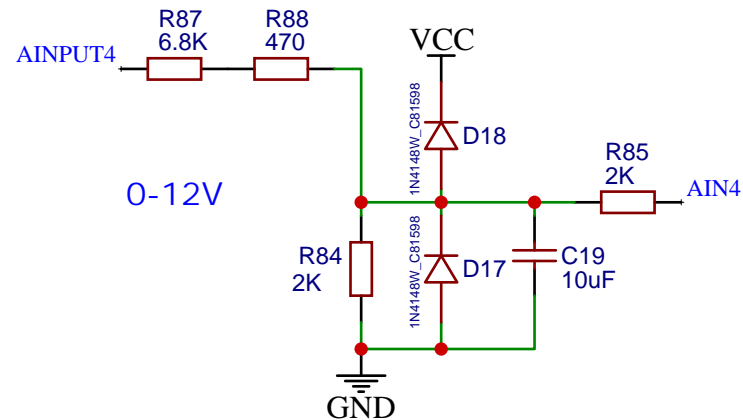 R87
6.8K
R88
470
AINPUT4
VCC
1N4148W_C81598
D18
R85
2K
AIN4
0-12V
R84
2K
1N4148W_C81598
D17
C19
10uF
GND